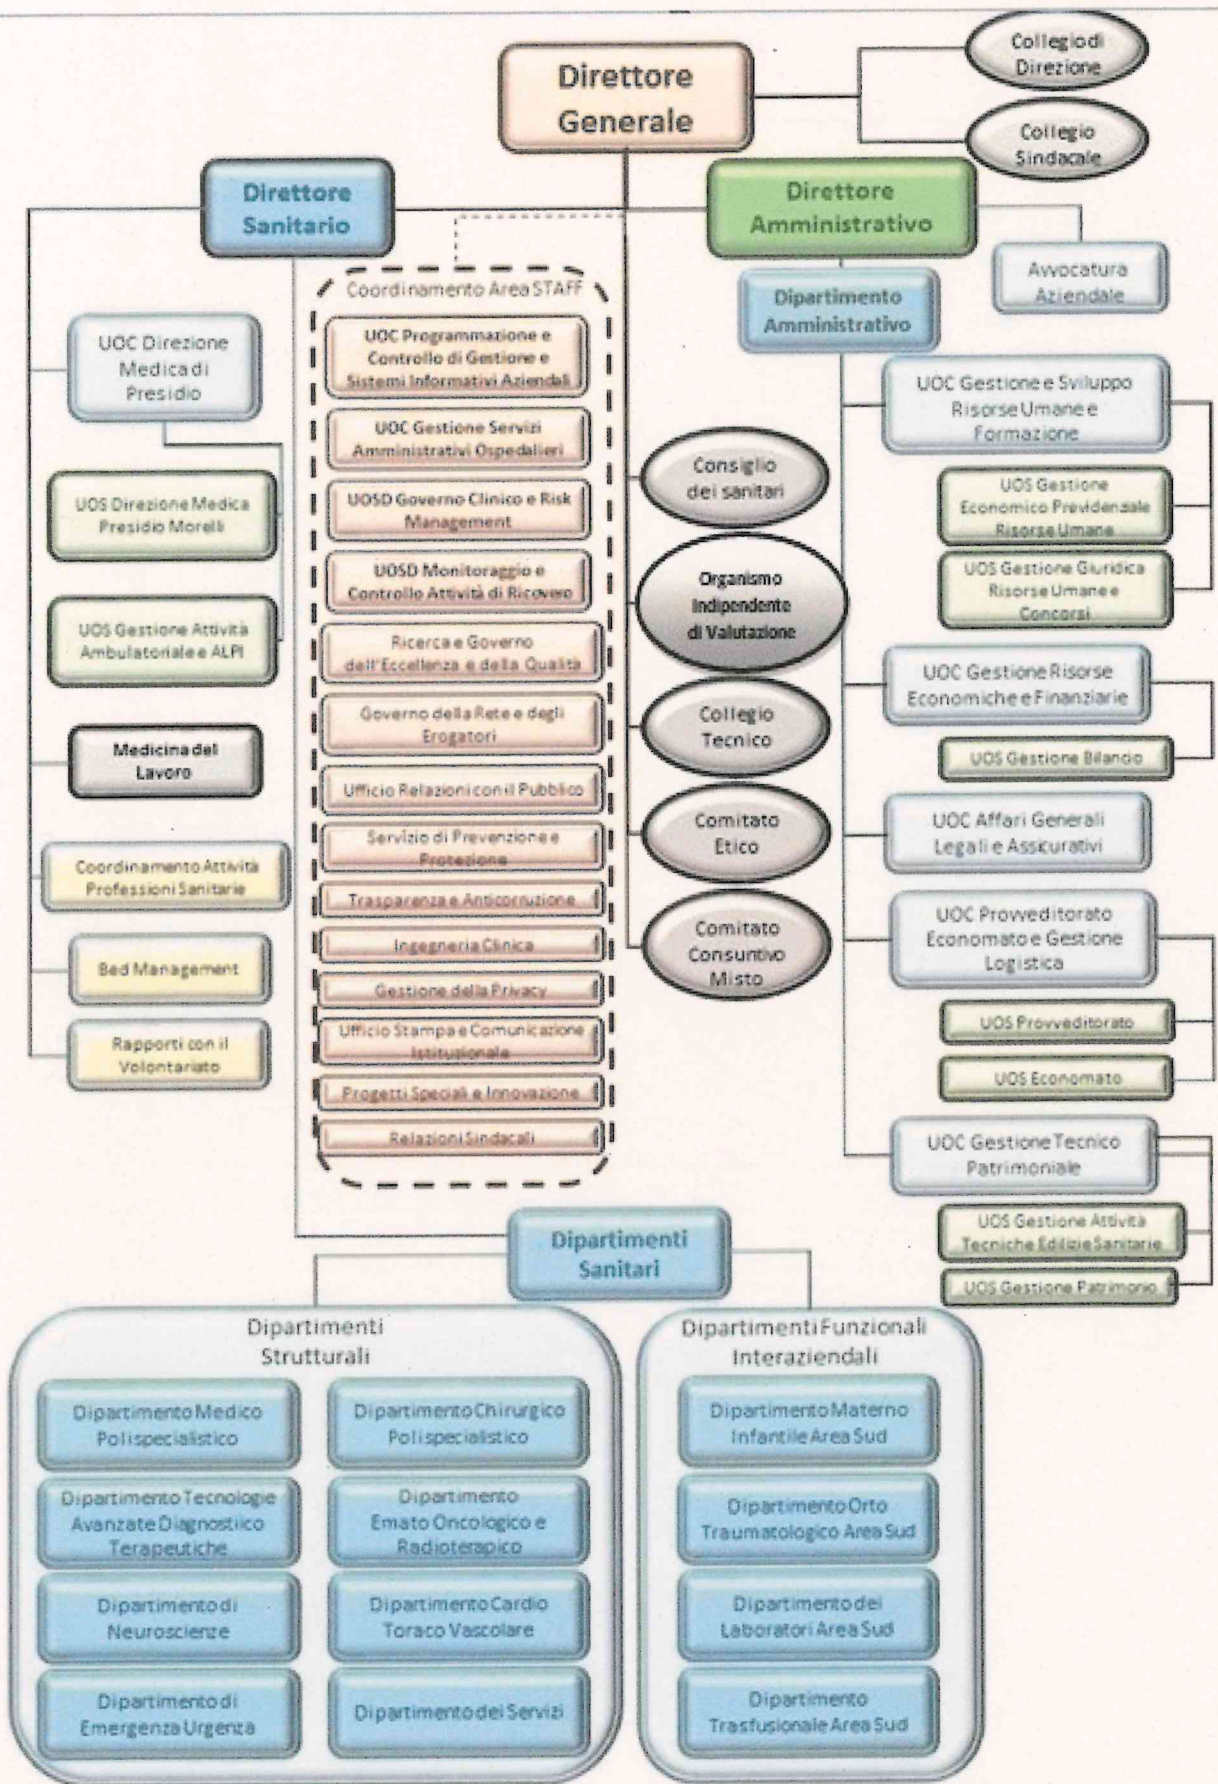 Direttore
Generale
Collegio di
Direzione
Collegio
Sindacale
Direttore
Sanitario
Direttore
Amministrativo
Avvocatura
Aziendale
Dipartimento
Amministrativo
Coordinamento Area STAFF
UOC Programmazione e
Controllo di Gestione e
Sistemi Informativi Aziendali
UOC Gestione Servizi
Amministrativi Ospedalieri
UOSD Governo Clinico e Risk
Management
UOSD Monitoraggio e
Controllo Attività di Ricovero
Ricerca e Governo
dell'Eccellenza e della Qualità
Governo della Rete e degli
Erogatori
Ufficio Relazioni con il Pubblico
Servizio di Prevenzione e
Protezione
Trasparenza e Anticorruzione
Ingegneria Clinica
Gestione della Privacy
Ufficio Stampa e Comunicazione
Istituzionale
Progetti Speciali e Innovazione
Relazioni Sindacali
UOC Direzione
Medica di
Presidio
UOS Direzione Medica
Presidio Morelli
UOS Gestione Attività
Ambulatoriale e ALPI
Medicina del
Lavoro
Coordinamento Attività
Professioni Sanitarie
Bed Management
Rapporti con il
Volontariato
Consiglio
dei sanitari
Organismo
Indipendente
di Valutazione
Collegio
Tecnico
Comitato
Etico
Comitato
Consuntivo
Misto
UOC Gestione e Sviluppo
Risorse Umane e
Formazione
UOS Gestione
Economico Previdenziale
Risorse Umane
UOS Gestione Giuridica
Risorse Umane e
Concorsi
UOC Gestione Risorse
Economiche e Finanziarie
UOS Gestione Bilancio
UOC Affari Generali
Legali e Assicurativi
UOC Provveditorato
Economato e Gestione
Logistica
UOS Provveditorato
UOS Economato
UOC Gestione Tecnico
Patrimoniale
UOS Gestione Attività
Tecniche Edilizie Sanitarie
UOS Gestione Patrimonio
Dipartimenti
Sanitari
Dipartimenti
Strutturali
Dipartimento Medico
Polispecialistico
Dipartimento Chirurgico
Polispecialistico
Dipartimento Tecnologie
Avanzate Diagnostiico
Terapeutiche
Dipartimento
Emato Oncologico e
Radioterapico
Dipartimento di
Neuroscienze
Dipartimento Cardio
Toraco Vascolare
Dipartimento di
Emergenza Urgenza
Dipartimento dei Servizi
Dipartimenti Funzionali
Interaziendali
Dipartimento Materno
Infantile Area Sud
Dipartimento Orto
Traumatologico Area Sud
Dipartimento dei
Laboratori Area Sud
Dipartimento
Trasfusionale Area Sud